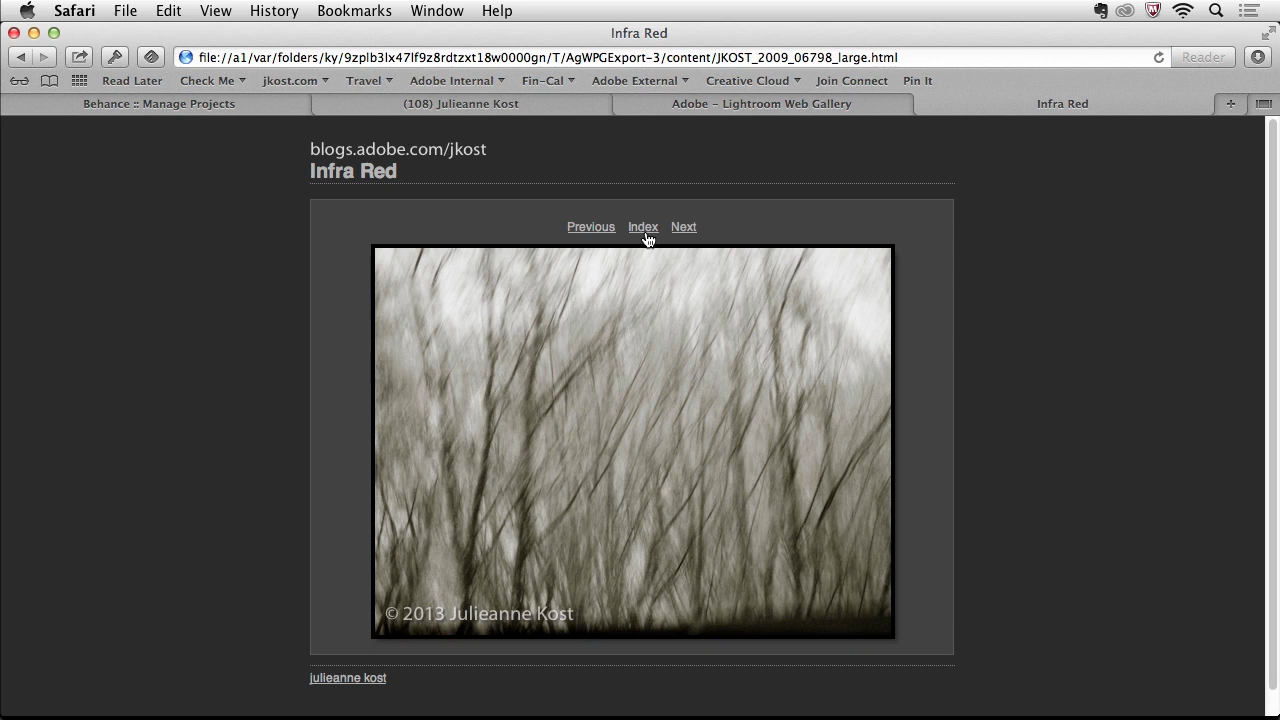 Safari File Edit View History Bookmarks Window Help
Infra Red
file://a1/var/folders/ky/9zplb3lx47lf9z8rdtzxt18w0000gn/T/AgWPGExport-3/content/JKOST_2009_06798_large.html
Reader
Read Later Check Me jkost.com Travel Adobe Internal Fin-Cal Adobe External Creative Cloud Join Connect Pin It
Behance :: Manage Projects (108) Julieanne Kost Adobe - Lightroom Web Gallery Infra Red
blogs.adobe.com/jkost
Infra Red
Previous Index Next
© 2013 Julieanne Kost
julieanne kost